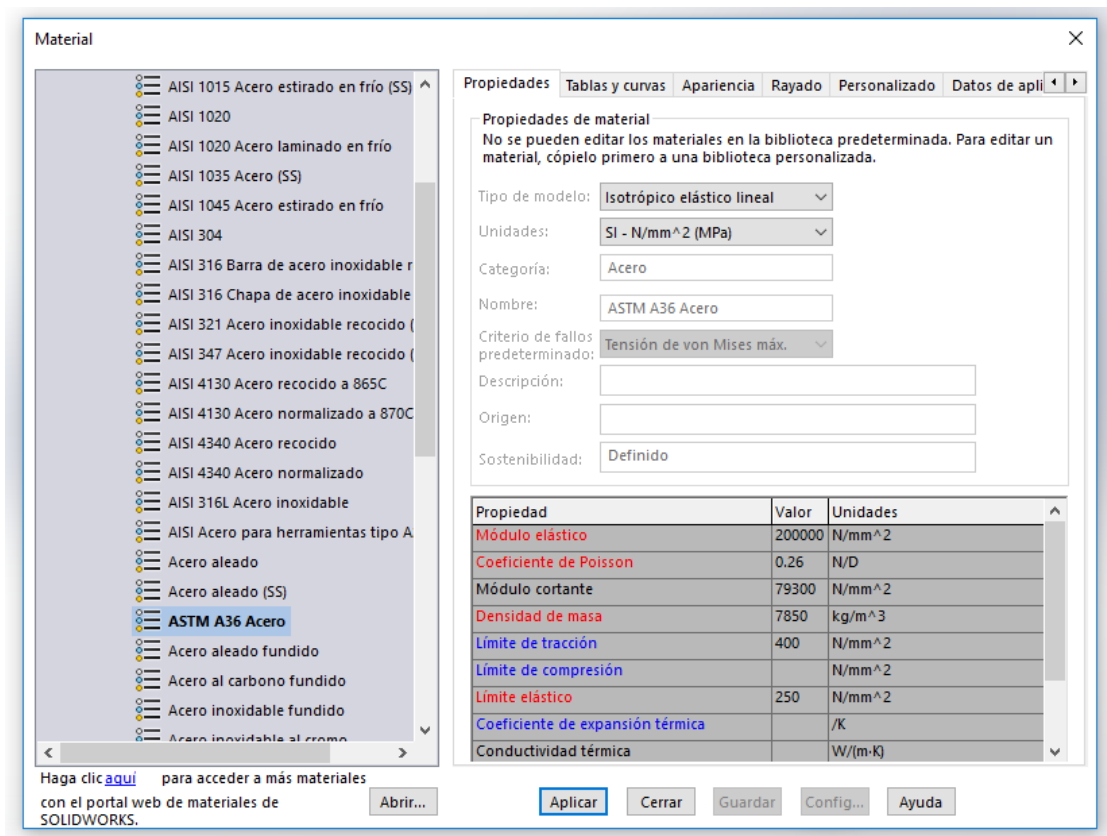 Material
AISI 1015 Acero estirado en frío (SS)
AISI 1020
AISI 1020 Acero laminado en frío
AISI 1035 Acero (SS)
AISI 1045 Acero estirado en frío
AISI 304
AISI 316 Barra de acero inoxidable r
AISI 316 Chapa de acero inoxidable
AISI 321 Acero inoxidable recocido (
AISI 347 Acero inoxidable recocido (
AISI 4130 Acero recocido a 865C
AISI 4130 Acero normalizado a 870C
AISI 4340 Acero recocido
AISI 4340 Acero normalizado
AISI 316L Acero inoxidable
AISI Acero para herramientas tipo A
Acero aleado
Acero aleado (SS)
ASTM A36 Acero
Acero aleado fundido
Acero al carbono fundido
Acero inoxidable fundido
Acero inoxidable al cromo
Haga clic aquí para acceder a más materiales
con el portal web de materiales de
SOLIDWORKS.
Abrir...
Propiedades Tablas y curvas Apariencia Rayado Personalizado Datos de apli
Propiedades de material
No se pueden editar los materiales en la biblioteca predeterminada. Para editar un
material, cópielo primero a una biblioteca personalizada.
Tipo de modelo: Isotrópico elástico lineal
Unidades: SI - N/mm^2 (MPa)
Categoría: Acero
Nombre: ASTM A36 Acero
Criterio de fallos
predeterminado: Tensión de von Mises máx.
Descripción:
Origen:
Sostenibilidad: Definido
Propiedad Valor Unidades
Módulo elástico 200000 N/mm^2
Coeficiente de Poisson 0.26 N/D
Módulo cortante 79300 N/mm^2
Densidad de masa 7850 kg/m^3
Límite de tracción 400 N/mm^2
Límite de compresión N/mm^2
Límite elástico 250 N/mm^2
Coeficiente de expansión térmica /K
Conductividad térmica W/(m·K)
Aplicar Cerrar Guardar Config... Ayuda